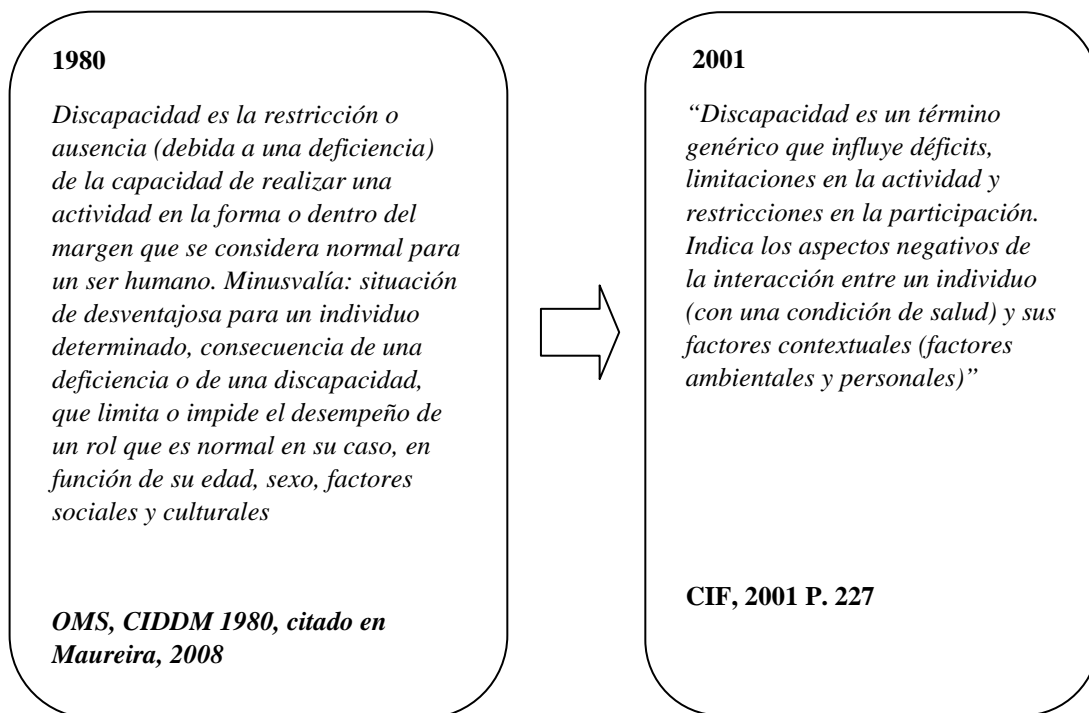 1980
Discapacidad es la restricción o
ausencia (debida a una deficiencia)
de la capacidad de realizar una
actividad en la forma o dentro del
margen que se considera normal para
un ser humano. Minusvalía: situación
de desventajosa para un individuo
determinado, consecuencia de una
deficiencia o de una discapacidad,
que limita o impide el desempeño de
un rol que es normal en su caso, en
función de su edad, sexo, factores
sociales y culturales
OMS, CIDDM 1980, citado en
Maureira, 2008
2001
“Discapacidad es un término
genérico que influye déficits,
limitaciones en la actividad y
restricciones en la participación.
Indica los aspectos negativos de
la interacción entre un individuo
(con una condición de salud) y sus
factores contextuales (factores
ambientales y personales)”
CIF, 2001 P. 227